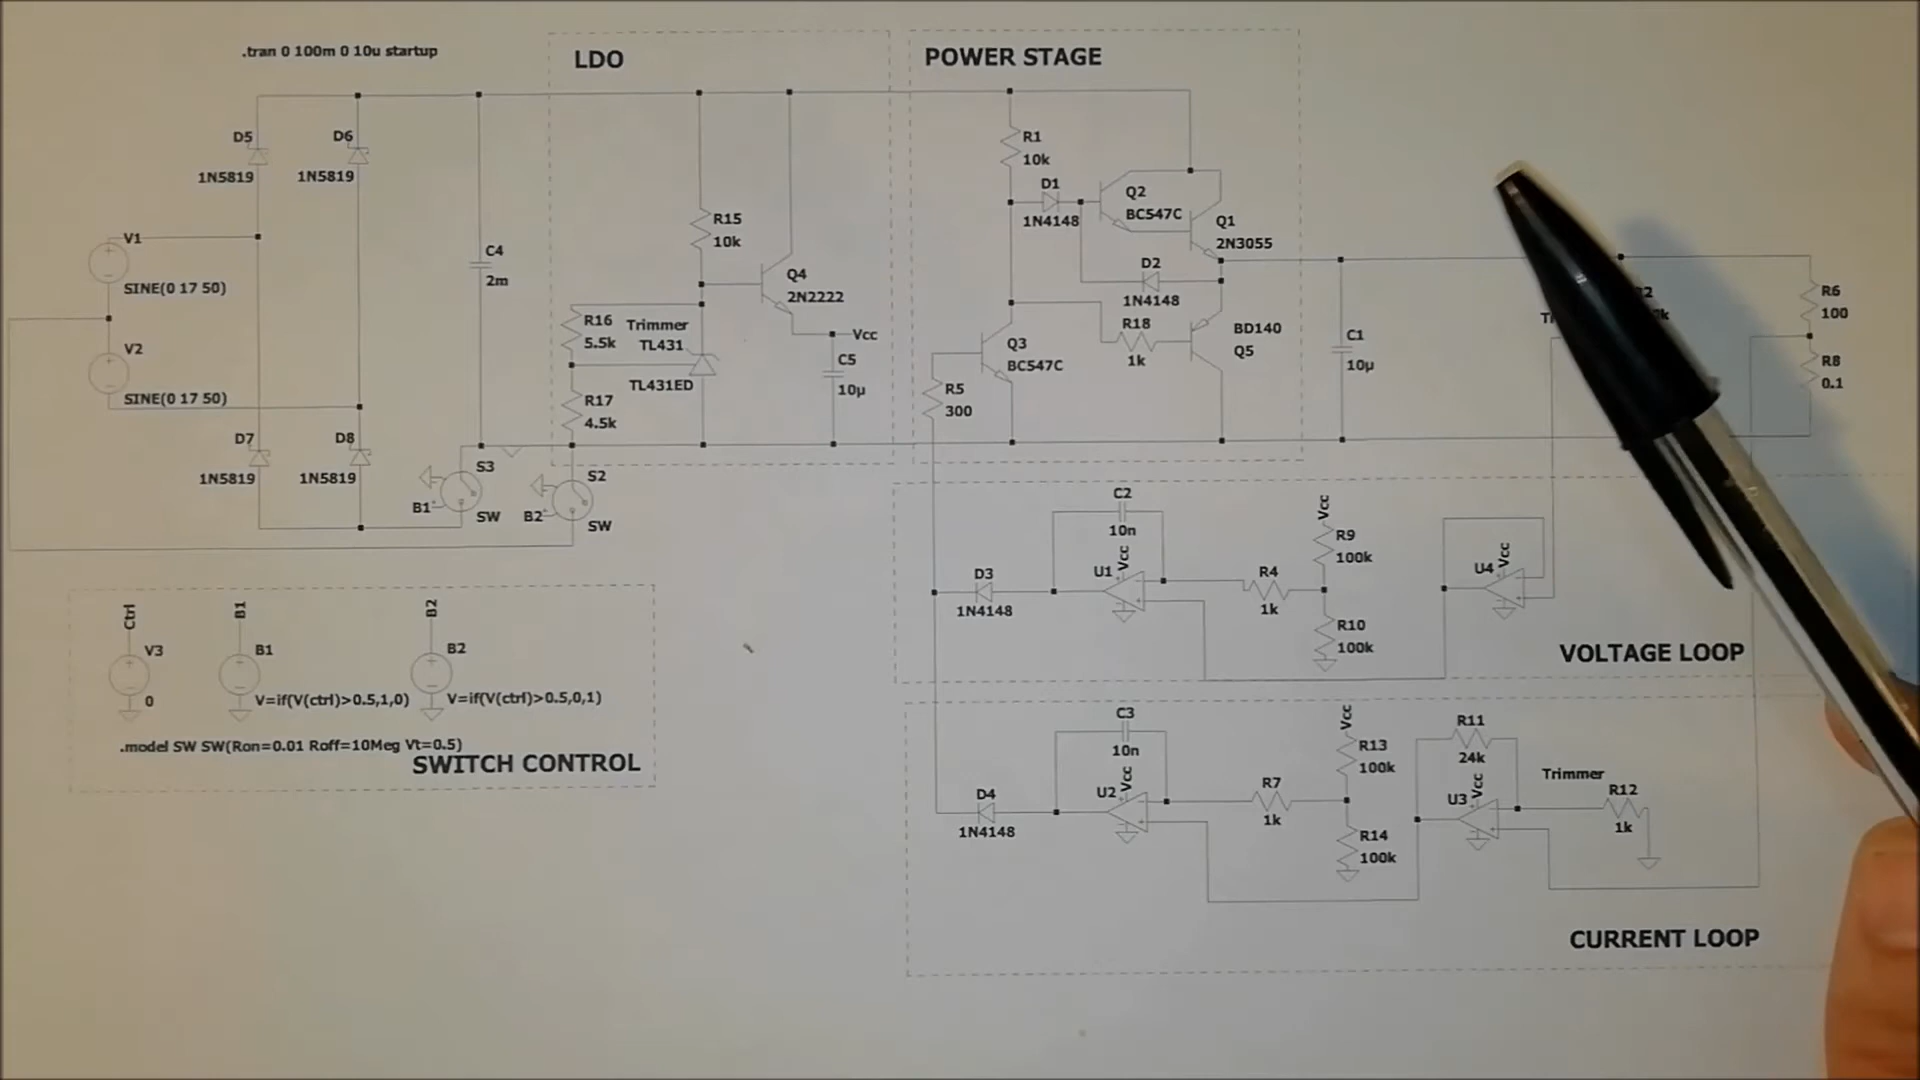 .tran 0 100m 0 10u startup
LDO
POWER STAGE
D5
1N5819
D6
1N5819
V1
SINE(0 17 50)
V2
SINE(0 17 50)
C4
2m
D7
1N5819
D8
1N5819
S3
B1
SW
S2
B2
SW
R15
10k
Q4
2N2222
Vcc
R16
5.5k
Trimmer
TL431
TL431ED
R17
4.5k
C5
10µ
R1
10k
D1
1N4148
Q2
BC547C
Q1
2N3055
D2
1N4148
R18
1k
BD140
Q5
Q3
BC547C
R5
300
C1
10µ
R6
100
R8
0.1
C2
10n
Vcc
U1
D3
1N4148
R4
1k
Vcc
R9
100k
R10
100k
U4
Vcc
VOLTAGE LOOP
C3
10n
Vcc
U2
D4
1N4148
R7
1k
Vcc
R13
100k
R14
100k
R11
24k
U3
Vcc
Trimmer
R12
1k
CURRENT LOOP
Ctrl
V3
0
B1
B1
V=if(V(ctrl)>0.5,1,0)
B2
B2
V=if(V(ctrl)>0.5,0,1)
.model SW SW(Ron=0.01 Roff=10Meg Vt=0.5)
SWITCH CONTROL